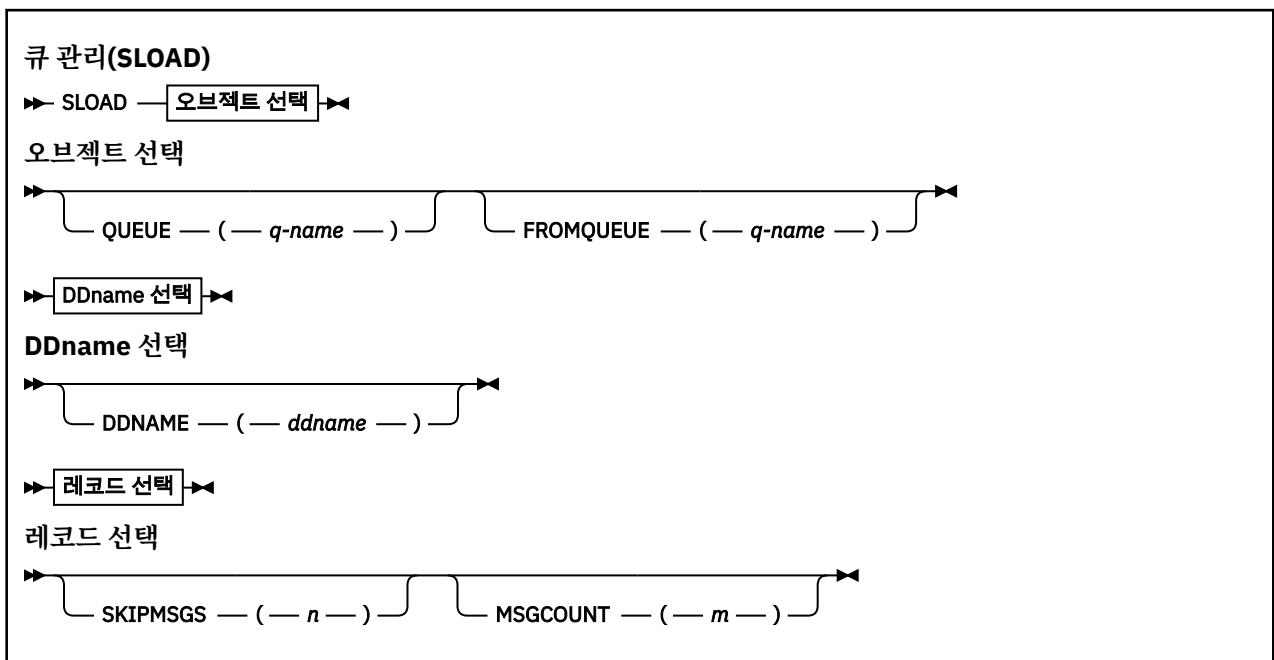 큐 관리(SLOAD)
SLOAD 오브젝트 선택
오브젝트 선택
QUEUE ( q-name ) FROMQUEUE ( q-name )
DDname 선택
DDname 선택
DDNAME ( ddname )
레코드 선택
레코드 선택
SKIPMSGS ( n ) MSGCOUNT ( m )